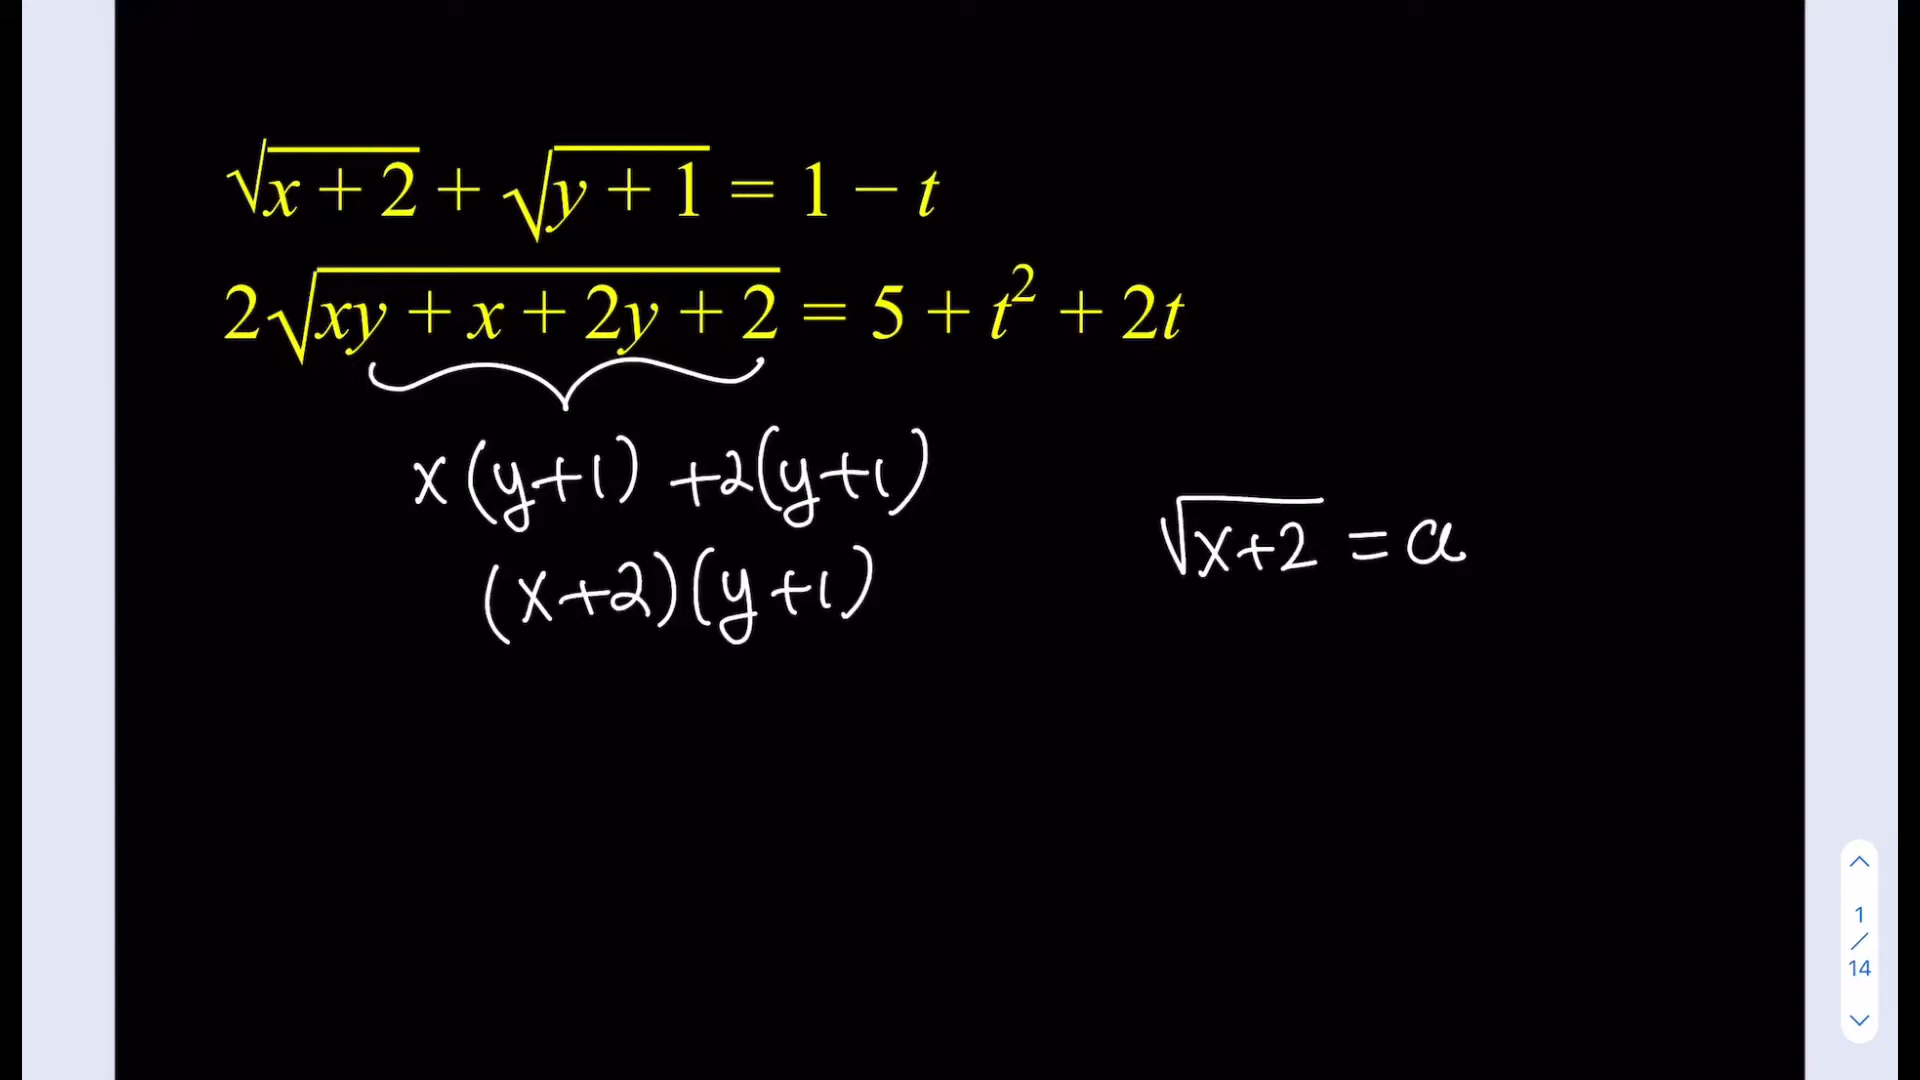 √(x + 2) + √(y + 1) = 1 − t
2√(xy + x + 2y + 2) = 5 + t² + 2t
x(y+1) +2(y+1)
(x+2)(y+1)
√(x+2) = a
1
/
14